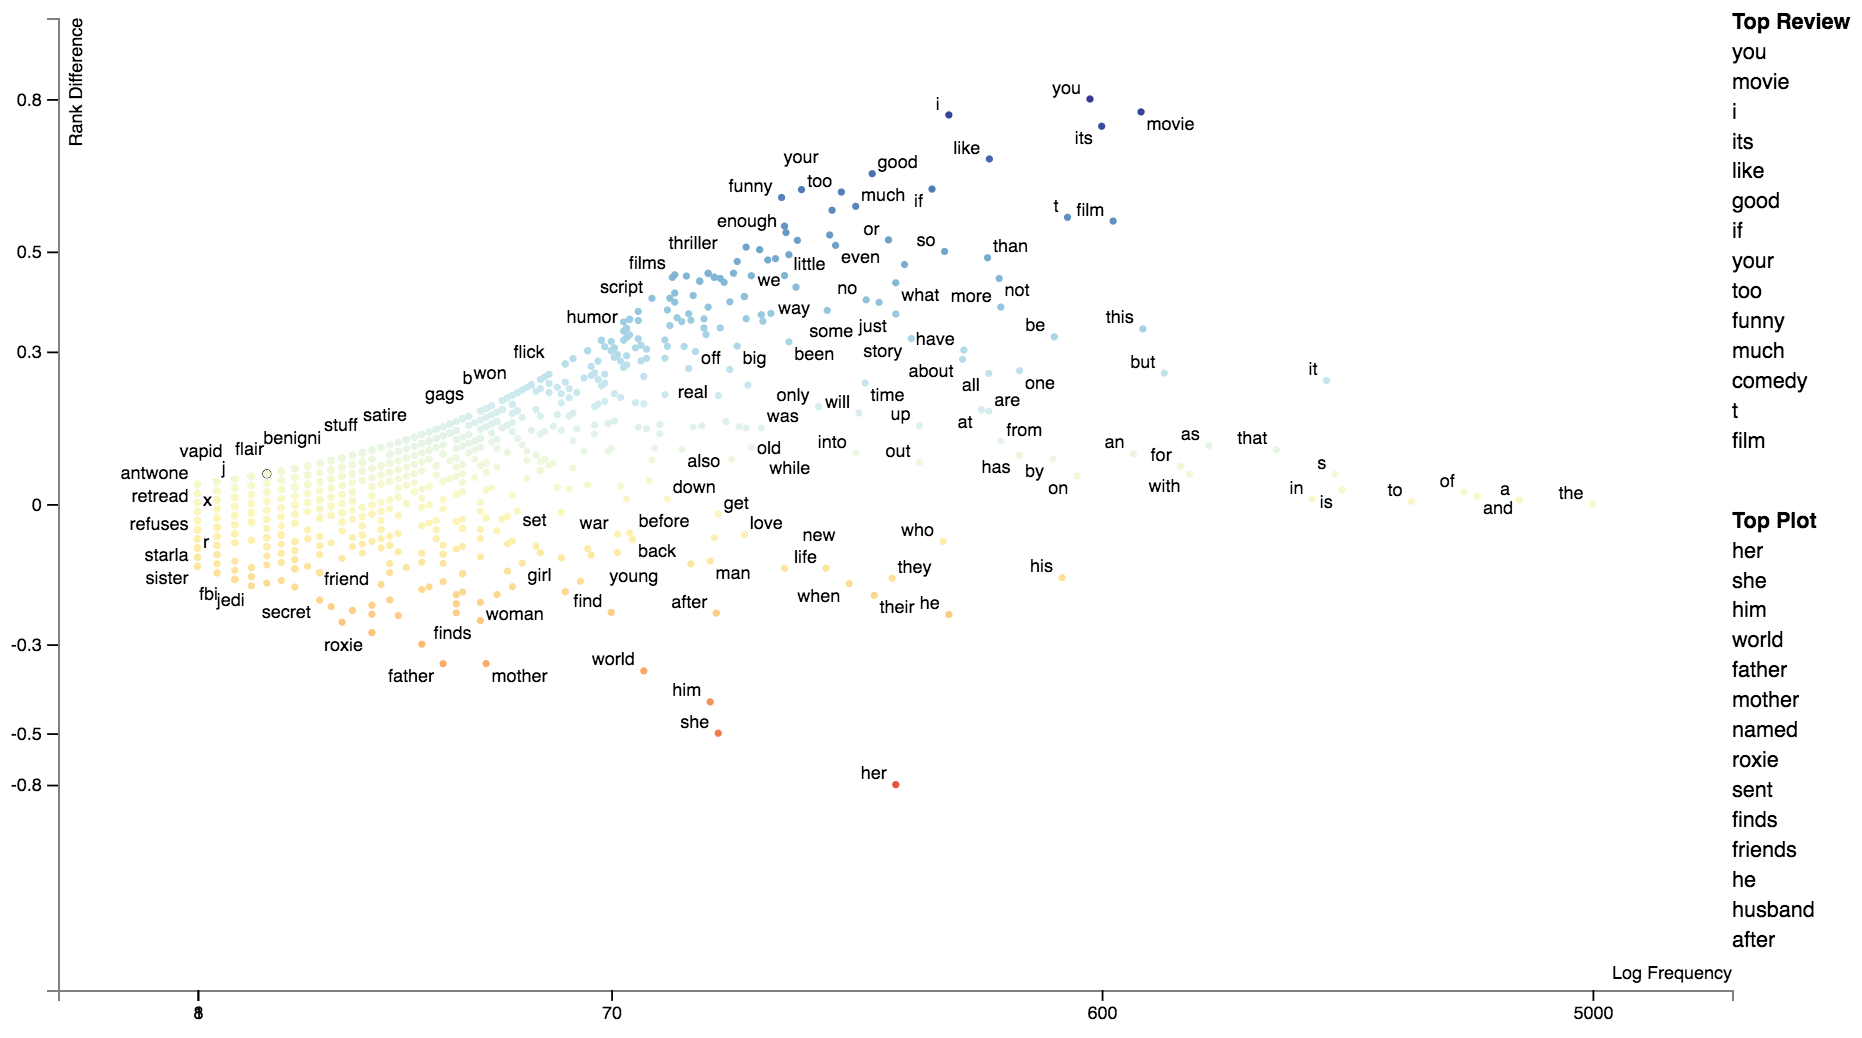 Rank Difference
0.8
0.5
0.3
0
-0.3
-0.5
-0.8
you
i
movie
its
like
your
good
too
funny
much
if
t
film
enough
or
so
thriller
than
even
films
little
we
script
no
what
more
not
way
humor
some
just
be
this
have
flick
off
big
been
story
but
it
about
b
won
all
one
gags
real
only
will
time
are
stuff
satire
was
up
at
from
benigni
flair
vapid
j
old
into
out
an
for
as
that
antwone
also
while
has
by
s
retread
x
down
on
with
in
is
to
of
a
and
the
get
refuses
set
war
before
love
r
new
who
starla
back
life
his
sister
friend
girl
young
man
they
fbi
jedi
secret
find
after
when
their
he
woman
roxie
finds
father
mother
world
him
she
her
Log Frequency
8
70
600
5000
Top Review
you
movie
i
its
like
good
if
your
too
funny
much
comedy
t
film
Top Plot
her
she
him
world
father
mother
named
roxie
sent
finds
friends
he
husband
after